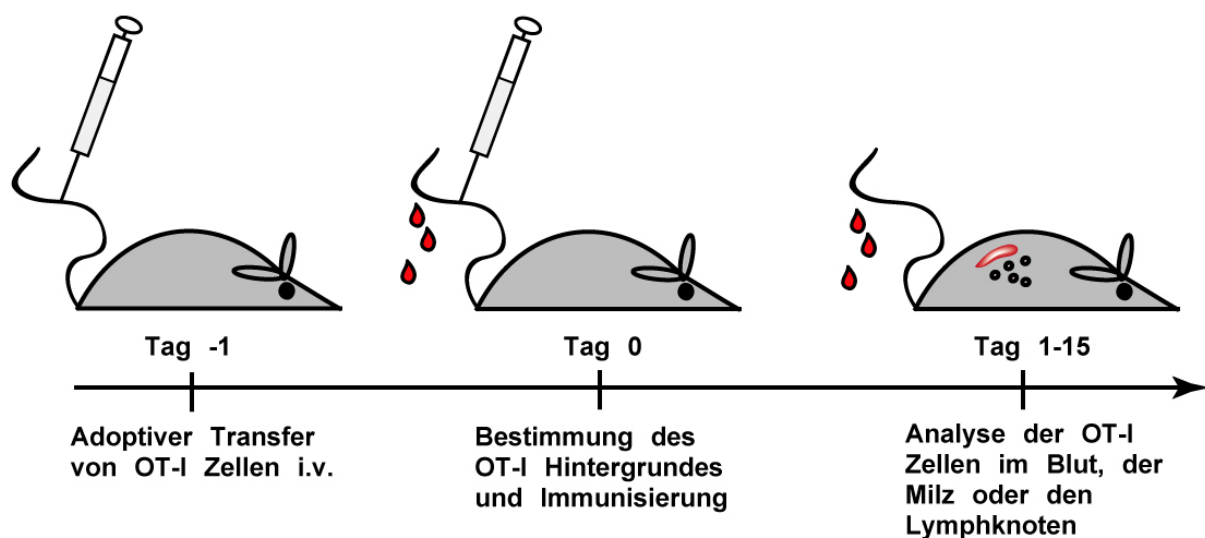 Tag -1
Adoptiver Transfer
von OT-I Zellen i.v.
Tag 0
Bestimmung des
OT-I Hintergrundes
und Immunisierung
Tag 1-15
Analyse der OT-I
Zellen im Blut, der
Milz oder den
Lymphknoten